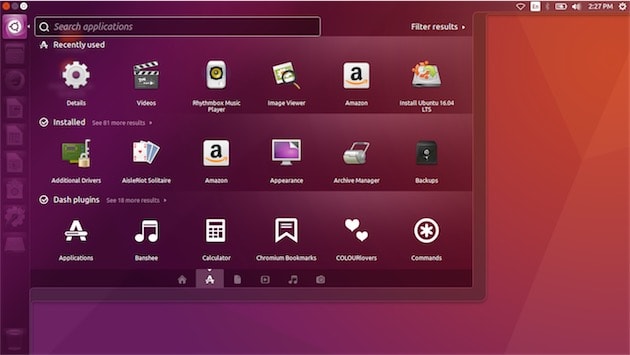 En
2:27 PM
Search applications
Filter results
Recently used
Details
Videos
Rhythmbox Music
Player
Image Viewer
Amazon
Install Ubuntu 16.04
LTS
Installed
See 81 more results
Additional Drivers
AisleRiot Solitaire
Amazon
Appearance
Archive Manager
Backups
Dash plugins
See 18 more results
Applications
Banshee
Calculator
Chromium Bookmarks
COLOURlovers
Commands